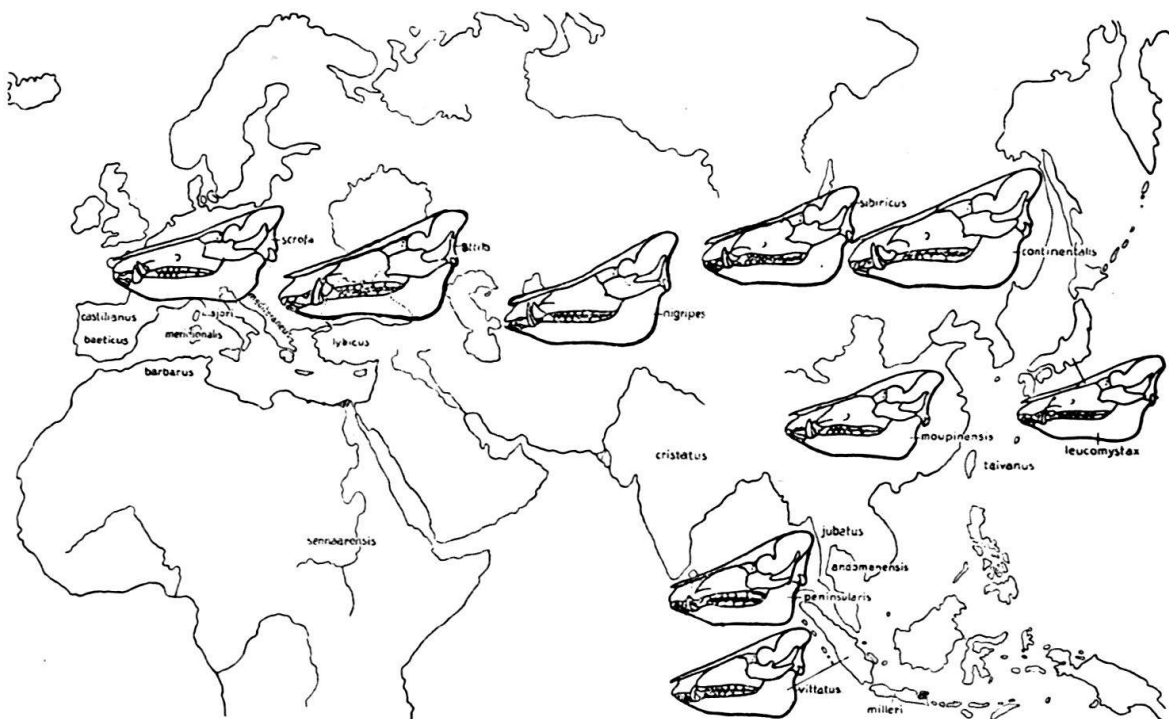 scrofa
attila
nigripes
sibiricus
continentalis
castilianus
baeticus
barbarus
majori
meridionalis
mediterraneus
lybicus
sennaarensis
cristatus
moupinensis
leucomystax
taivanus
jubatus
andamanensis
peninsularis
vittatus
milleri